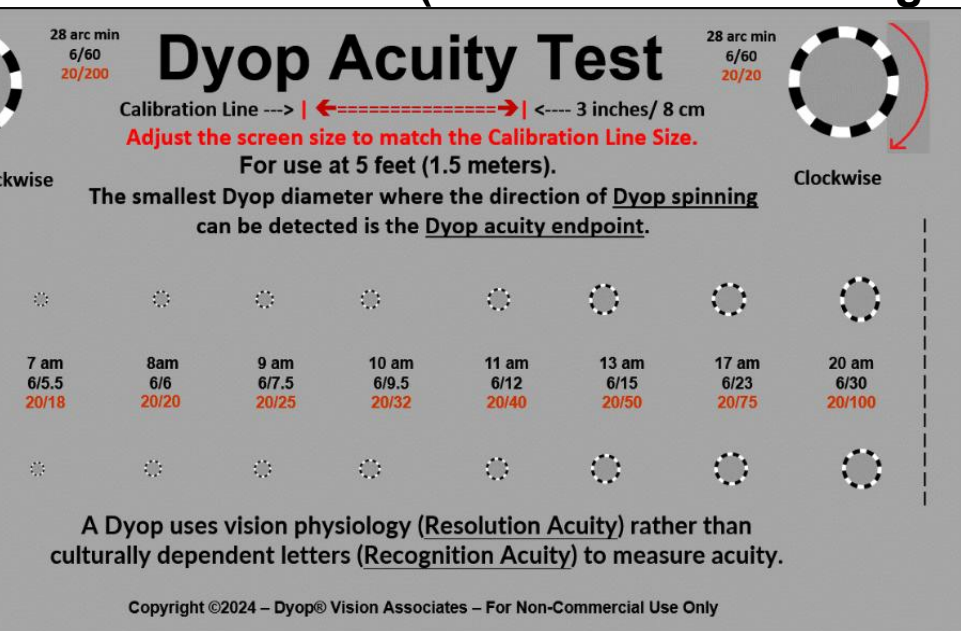 28 arc min
6/60
20/200
Dyop Acuity Test
28 arc min
6/60
20/20
Calibration Line ---> | <===============> | <---- 3 inches/ 8 cm
Adjust the screen size to match the Calibration Line Size.
For use at 5 feet (1.5 meters).
ckwise
Clockwise
The smallest Dyop diameter where the direction of Dyop spinning
can be detected is the Dyop acuity endpoint.
7 am 8am 9 am 10 am 11 am 13 am 17 am 20 am
6/5.5 6/6 6/7.5 6/9.5 6/12 6/15 6/23 6/30
20/18 20/20 20/25 20/32 20/40 20/50 20/75 20/100
A Dyop uses vision physiology (Resolution Acuity) rather than
culturally dependent letters (Recognition Acuity) to measure acuity.
Copyright ©2024 – Dyop® Vision Associates – For Non-Commercial Use Only